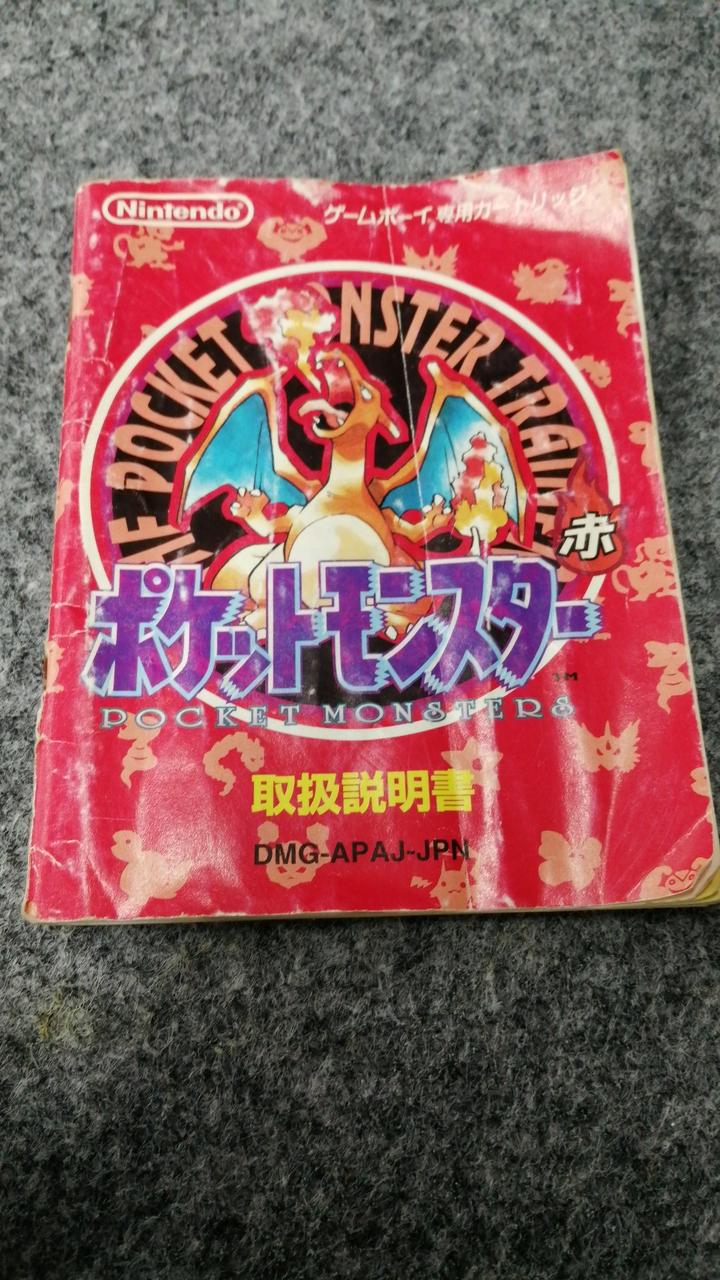 Nintendo
ゲームボーイ専用カートリッジ
POCKET MONSTER
赤
ポケットモンスター
TM
POCKET MONSTERS
取扱説明書
DMG-APAJ-JPN